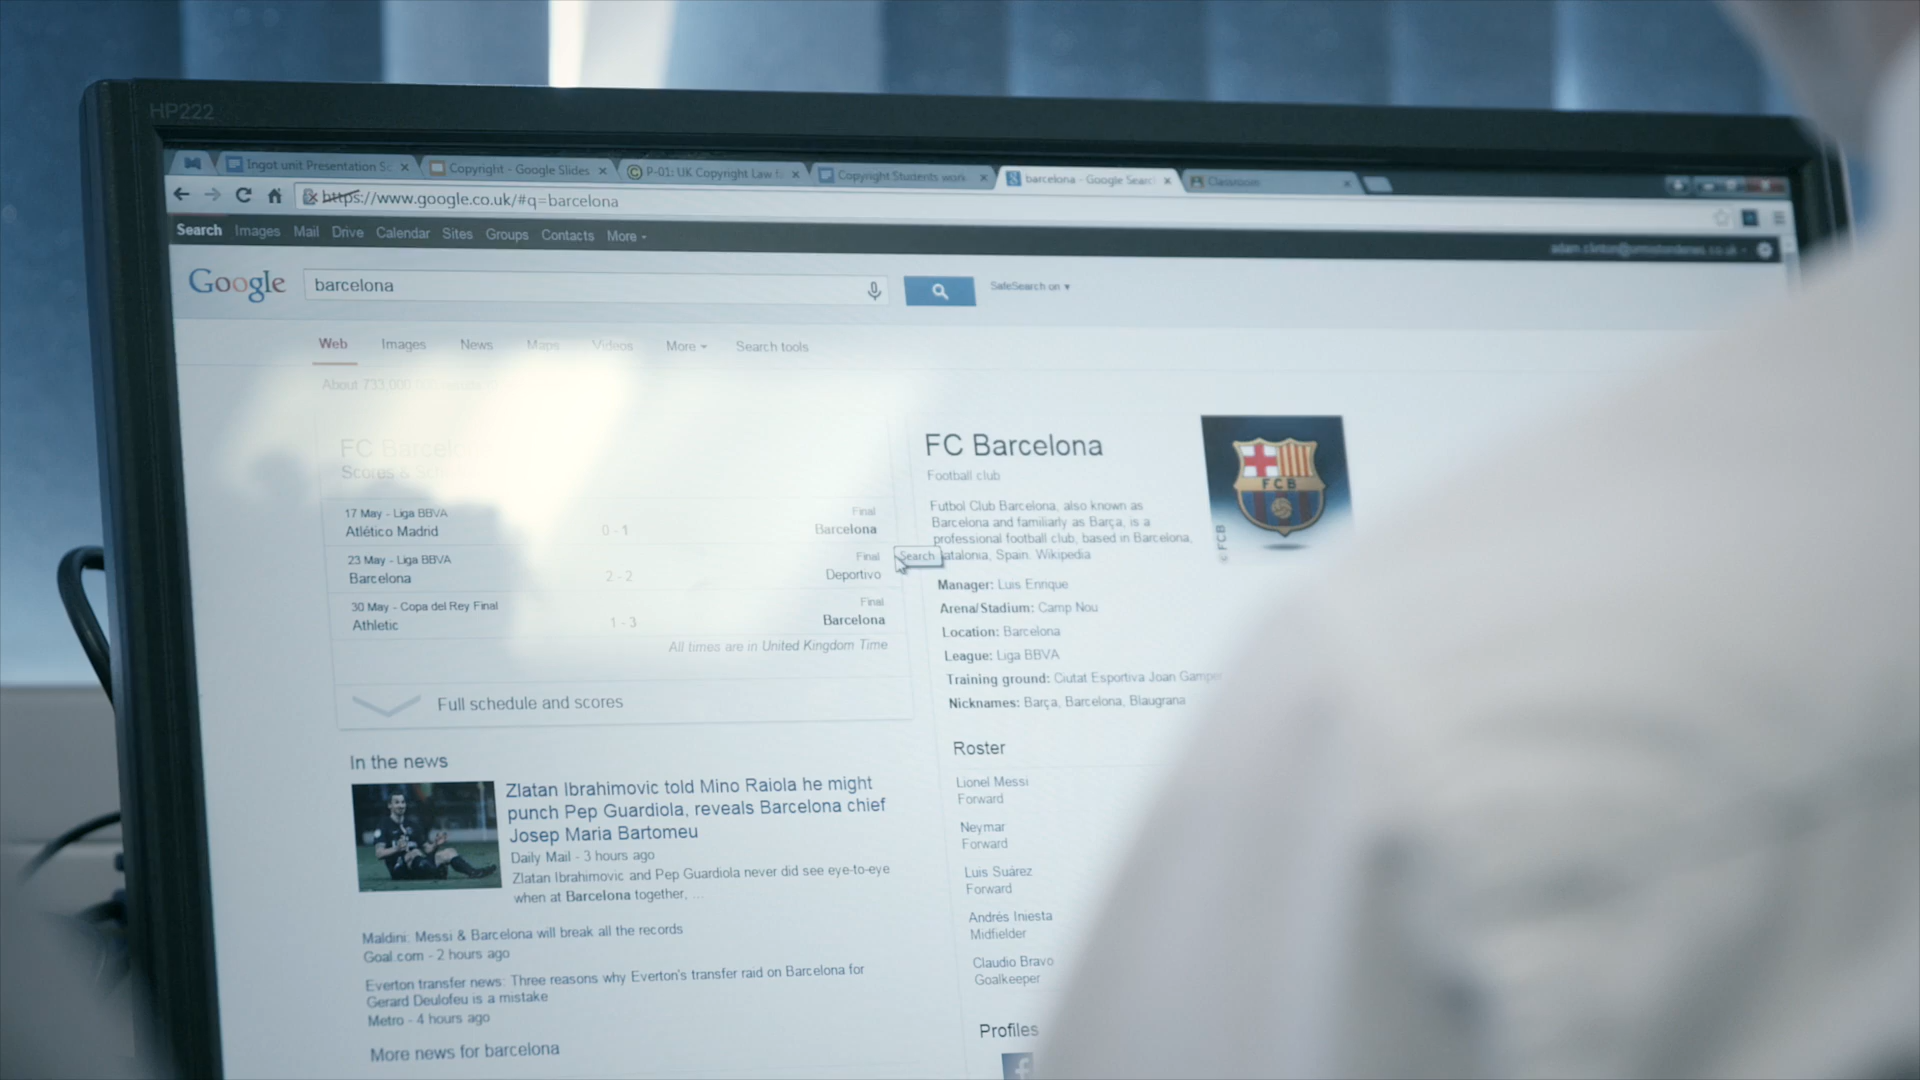 HP222
Ingot unit Presentation Sc
Copyright - Google Slides
P-01: UK Copyright Law f
Copyright Students work
barcelona - Google Searc
Classroom
https://www.google.co.uk/#q=barcelona
Search Images Mail Drive Calendar Sites Groups Contacts More
Google
barcelona
SafeSearch on
Web Images News Maps Videos More Search tools
About 733,000
FC Barcelo
Scores &
17 May - Liga BBVA Final
Atlético Madrid 0 - 1 Barcelona
23 May - Liga BBVA Final
Barcelona 2 - 2 Deportivo
30 May - Copa del Rey Final Final
Athletic 1 - 3 Barcelona
All times are in United Kingdom Time
Full schedule and scores
In the news
Zlatan Ibrahimovic told Mino Raiola he might
punch Pep Guardiola, reveals Barcelona chief
Josep Maria Bartomeu
Daily Mail - 3 hours ago
Zlatan Ibrahimovic and Pep Guardiola never did see eye-to-eye
when at Barcelona together, ...
Maldini: Messi & Barcelona will break all the records
Goal.com - 2 hours ago
Everton transfer news: Three reasons why Everton's transfer raid on Barcelona for
Gerard Deulofeu is a mistake
Metro - 4 hours ago
More news for barcelona
FC Barcelona
Football club
FCB
© FCB
Futbol Club Barcelona, also known as
Barcelona and familiarly as Barça, is a
professional football club, based in Barcelona,
Search atalonia, Spain. Wikipedia
Manager: Luis Enrique
Arena/Stadium: Camp Nou
Location: Barcelona
League: Liga BBVA
Training ground: Ciutat Esportiva Joan Gamper
Nicknames: Barça, Barcelona, Blaugrana
Roster
Lionel Messi
Forward
Neymar
Forward
Luis Suárez
Forward
Andrés Iniesta
Midfielder
Claudio Bravo
Goalkeeper
Profiles